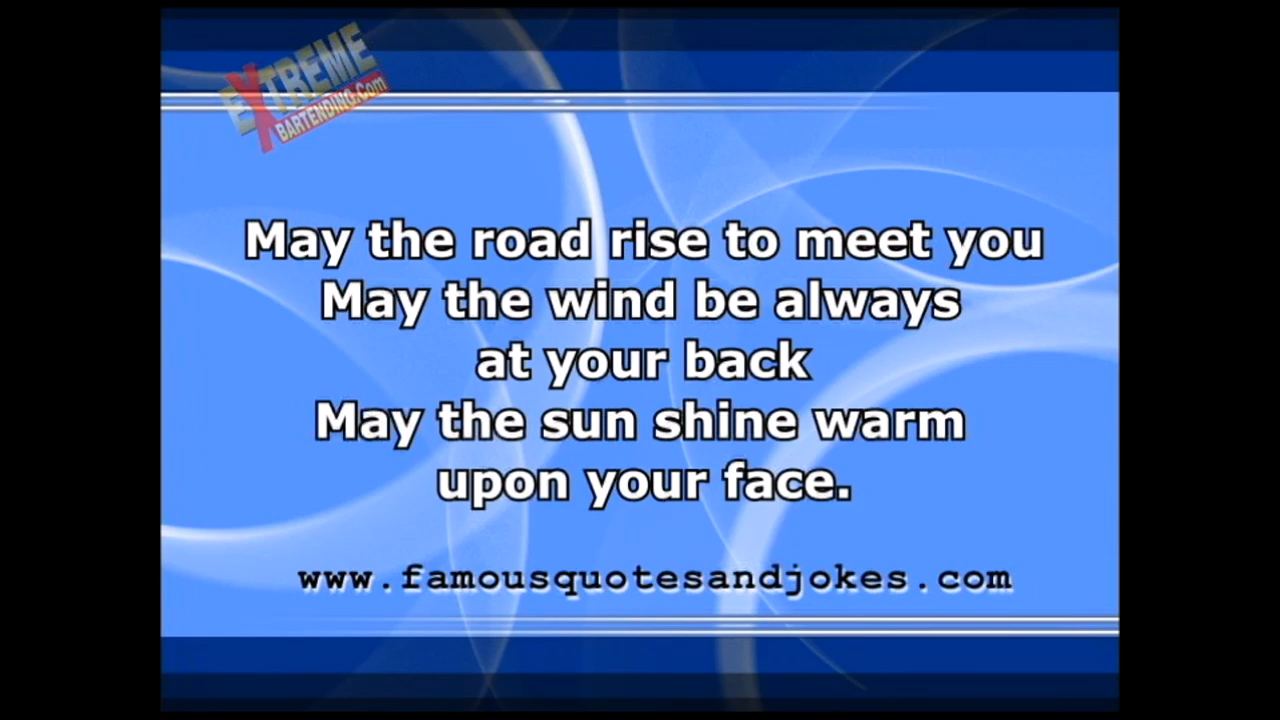 EXTREME
BARTENDING.Com
May the road rise to meet you
May the wind be always
at your back
May the sun shine warm
upon your face.
www.famousquotesandjokes.com